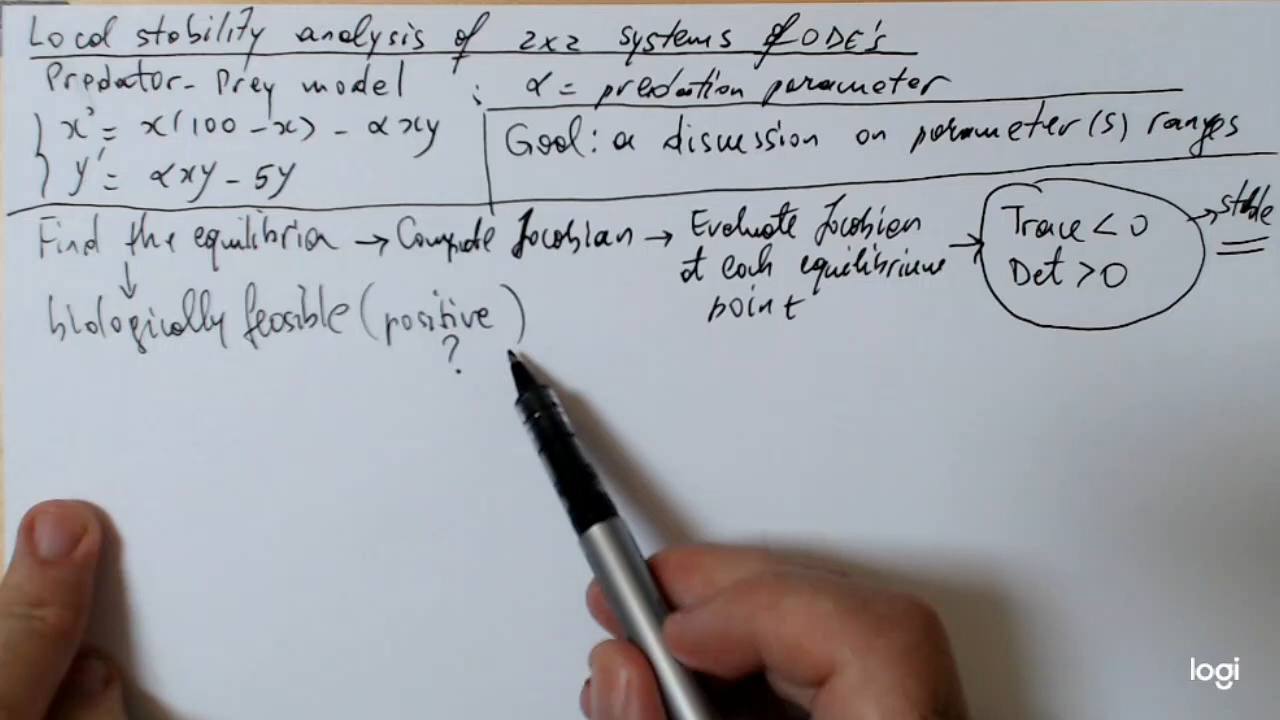 Local stability analysis of 2x2 systems of ODE's
Predator-Prey model ; α = predation parameter
x' = x(100-x) - αxy
y' = αxy - 5y
Goal: a discussion on parameter(s) ranges
Find the equilibria → Compute Jacobian → Evaluate Jacobian
at each equilibrium
point
→ Trace < 0
Det > 0
→ stable
↓
biologically feasible (positive)
?
logi